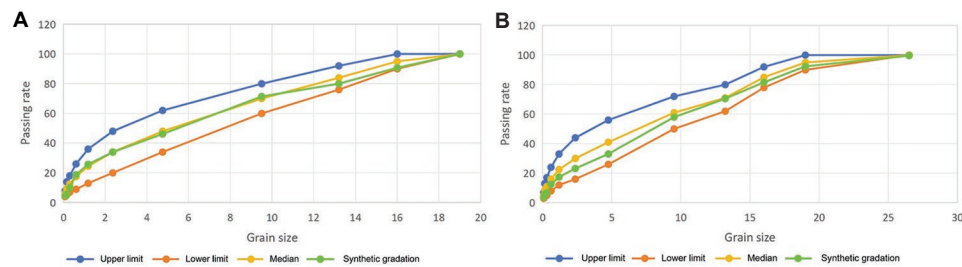 A
120
100
80
60
40
20
0
Passing rate
0 2 4 6 8 10 12 14 16 18 20
Grain size
Upper limit Lower limit Median Synthetic gradation
B
120
100
80
60
40
20
0
Passing rate
0 5 10 15 20 25 30
Grain size
Upper limit Lower limit Median Synthetic gradation